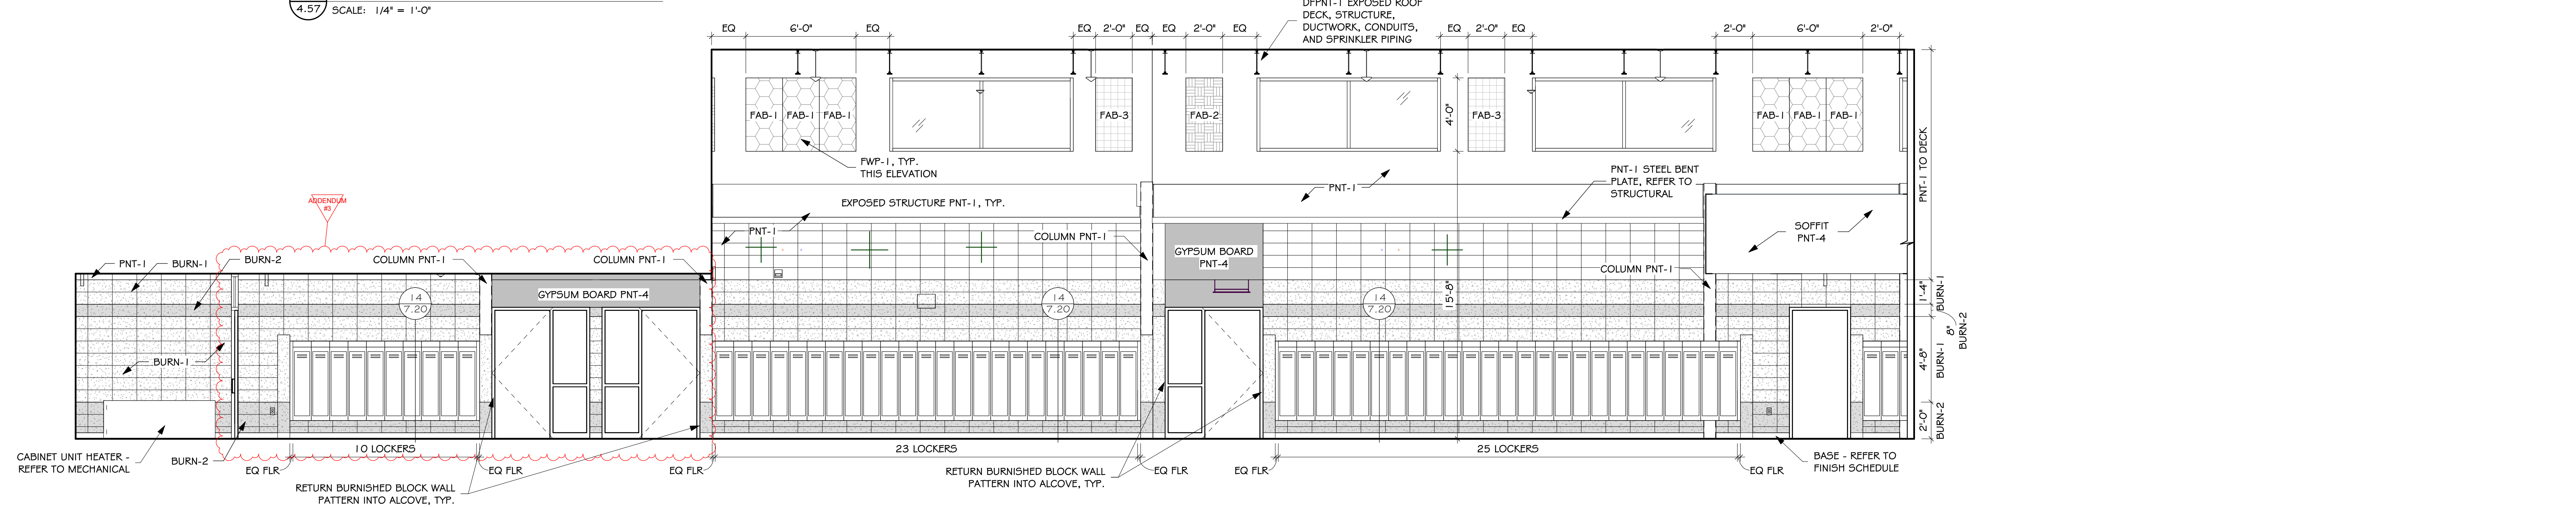 4.57
SCALE: 1/4" = 1'-0"
DFPNT-1 EXPOSED ROOF
DECK, STRUCTURE,
DUCTWORK, CONDUITS,
AND SPRINKLER PIPING
EQ
6'-0"
EQ
EQ
2'-0"
EQ
EQ
2'-0"
EQ
EQ
2'-0"
EQ
2'-0"
6'-0"
2'-0"
FAB-1
FAB-1
FAB-1
FAB-3
FAB-2
4'-0"
FAB-3
FAB-1
FAB-1
FAB-1
PNT-1 TO DECK
FWP-1, TYP.
THIS ELEVATION
PNT-1
PNT-1 STEEL BENT
PLATE, REFER TO
STRUCTURAL
ADDENDUM
#3
EXPOSED STRUCTURE PNT-1, TYP.
PNT-1
COLUMN PNT-1
GYPSUM BOARD
PNT-4
SOFFIT
PNT-4
PNT-1
BURN-1
BURN-2
COLUMN PNT-1
COLUMN PNT-1
COLUMN PNT-1
GYPSUM BOARD PNT-4
14
7.20
14
7.20
14
7.20
15'-8"
1'-4"
BURN-1
8"
BURN-2
BURN-1
4'-8"
BURN-1
2'-0"
BURN-2
CABINET UNIT HEATER -
REFER TO MECHANICAL
BURN-2
EQ FLR
10 LOCKERS
EQ FLR
EQ FLR
23 LOCKERS
EQ FLR
EQ FLR
25 LOCKERS
EQ FLR
RETURN BURNISHED BLOCK WALL
PATTERN INTO ALCOVE, TYP.
RETURN BURNISHED BLOCK WALL
PATTERN INTO ALCOVE, TYP.
BASE - REFER TO
FINISH SCHEDULE